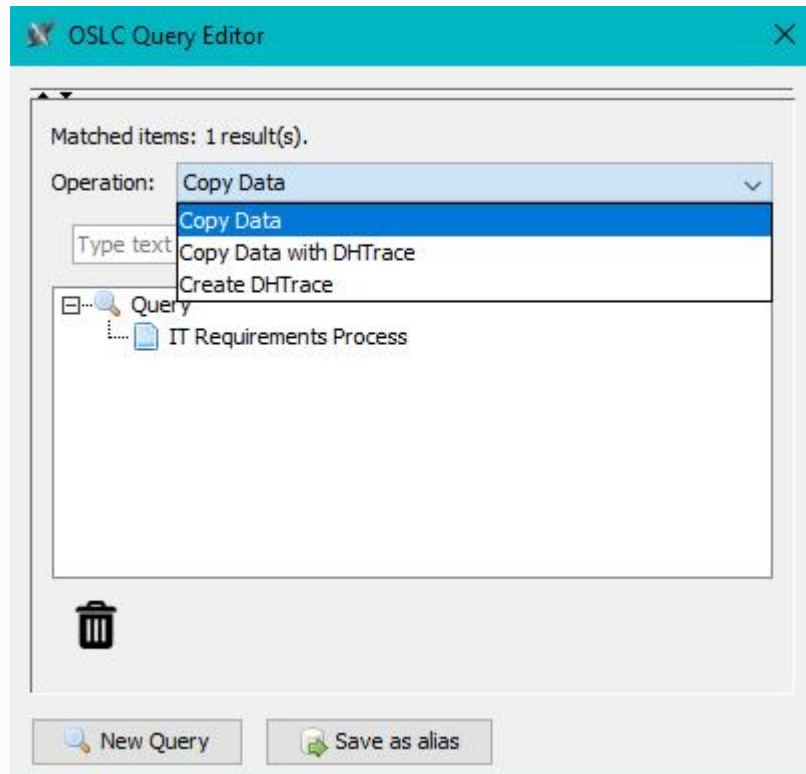 OSLC Query Editor
Matched items: 1 result(s).
Operation: Copy Data
Copy Data
Type text
Copy Data with DHTrace
Create DHTrace
Query
IT Requirements Process
New Query
Save as alias